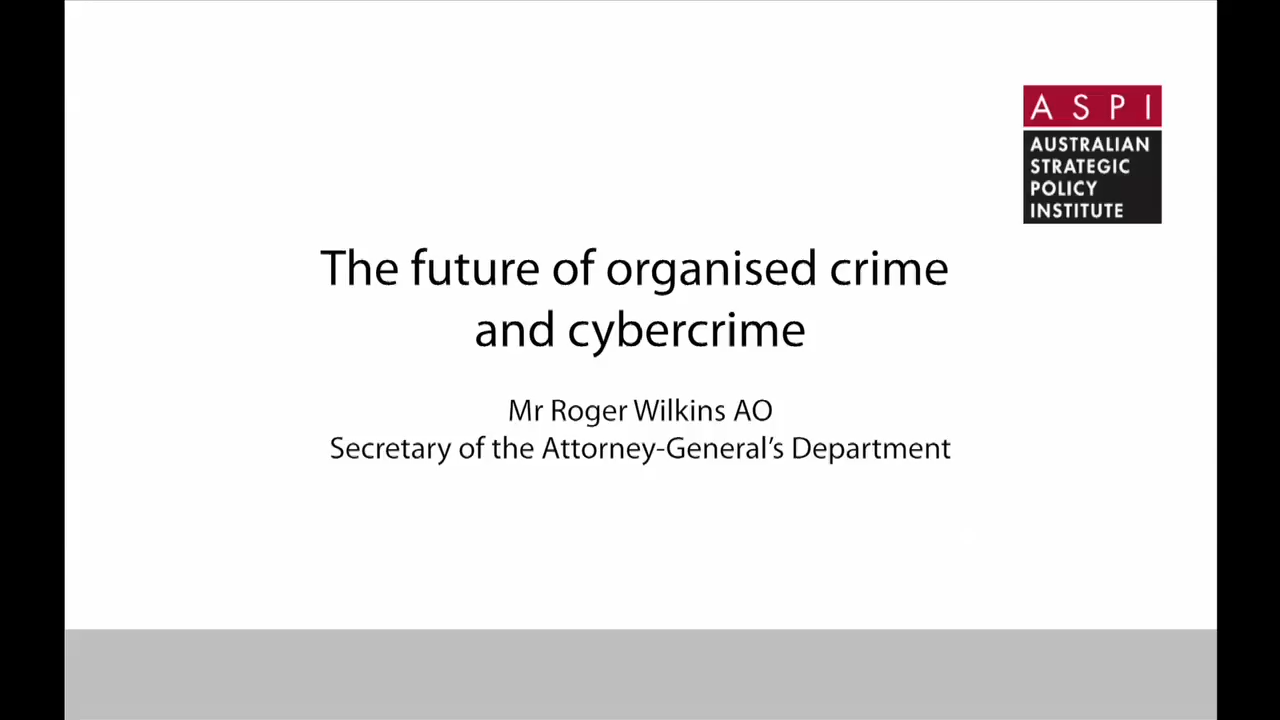 ASPI
AUSTRALIAN
STRATEGIC
POLICY
INSTITUTE
The future of organised crime
and cybercrime
Mr Roger Wilkins AO
Secretary of the Attorney-General’s Department